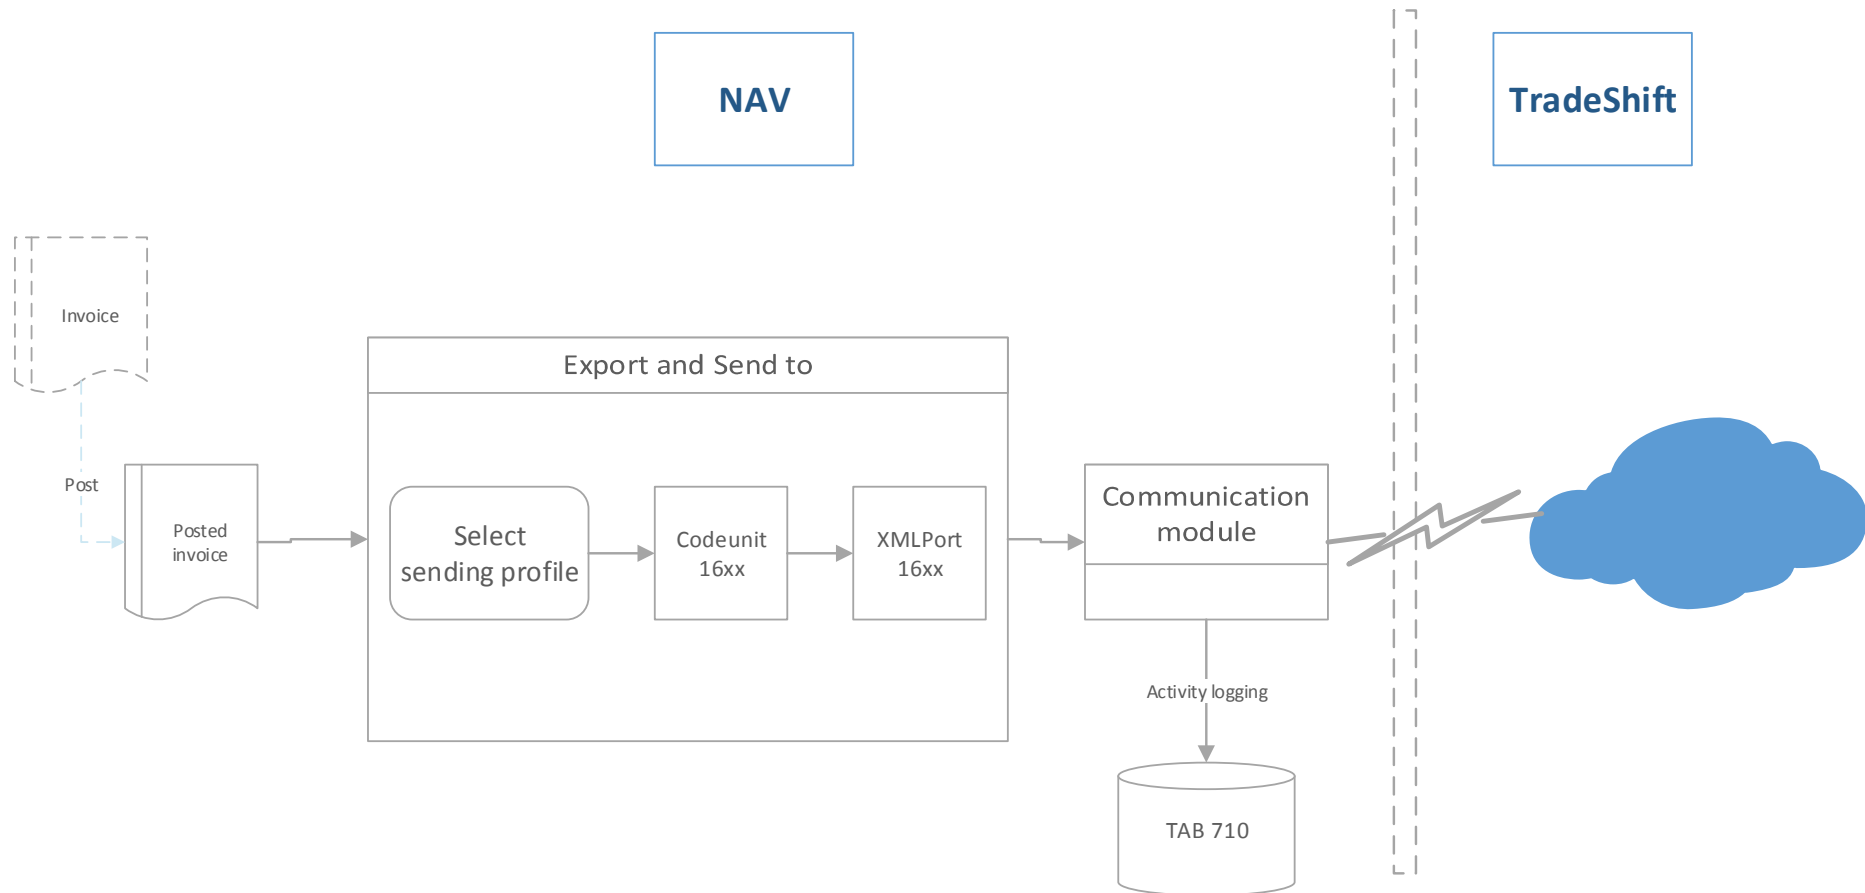 NAV
TradeShift
Invoice
Post
Posted
invoice
Export and Send to
Select
sending profile
Codeunit
16xx
XMLPort
16xx
Communication
module
Activity logging
TAB 710